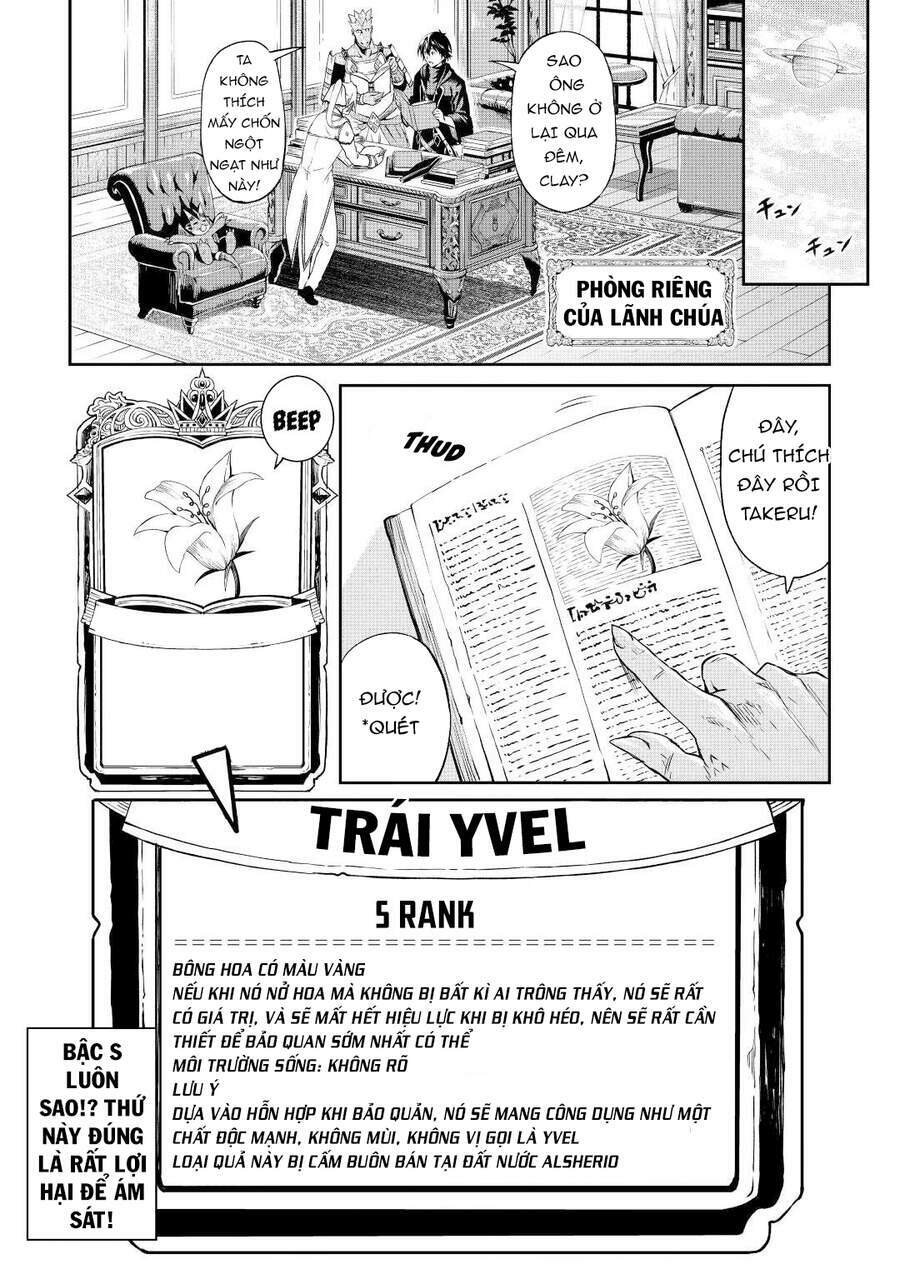 チュン
チュン
SAO
ÔNG
KHÔNG Ở
LẠI QUA
ĐÊM,
CLAY?
TA
KHÔNG
THÍCH
MẤY CHỐN
NGỘT
NGẠT NHƯ
NÀY!
PHÒNG RIÊNG
CỦA LÃNH CHÚA
ĐÂY,
CHÚ THÍCH
ĐÂY RỒI
TAKERU!
THUD
ĐƯỢC!
*QUÉT
BEEP
TRÁI YVEL
S RANK
BÔNG HOA CÓ MÀU VÀNG
NẾU KHI NÓ NỞ HOA MÀ KHÔNG BỊ BẤT KÌ AI TRÔNG THẤY, NÓ SẼ RẤT
CÓ GIÁ TRỊ, VÀ SẼ MẤT HẾT HIỆU LỰC KHI BỊ KHÔ HÉO, NÊN SẼ RẤT CẦN
THIẾT ĐỂ BẢO QUAN SỚM NHẤT CÓ THỂ
MÔI TRƯỜNG SỐNG: KHÔNG RÕ
LƯU Ý
DỰA VÀO HỖN HỢP KHI BẢO QUẢN, NÓ SẼ MANG CÔNG DỤNG NHƯ MỘT
CHẤT ĐỘC MẠNH, KHÔNG MÙI, KHÔNG VỊ GỌI LÀ YVEL
LOẠI QUẢ NÀY BỊ CẤM BUÔN BÁN TẠI ĐẤT NƯỚC ALSHERIO
BẬC S
LUÔN
SAO!? THỨ
NÀY ĐÚNG
LÀ RẤT LỢI
HẠI ĐỂ ÁM
SÁT!